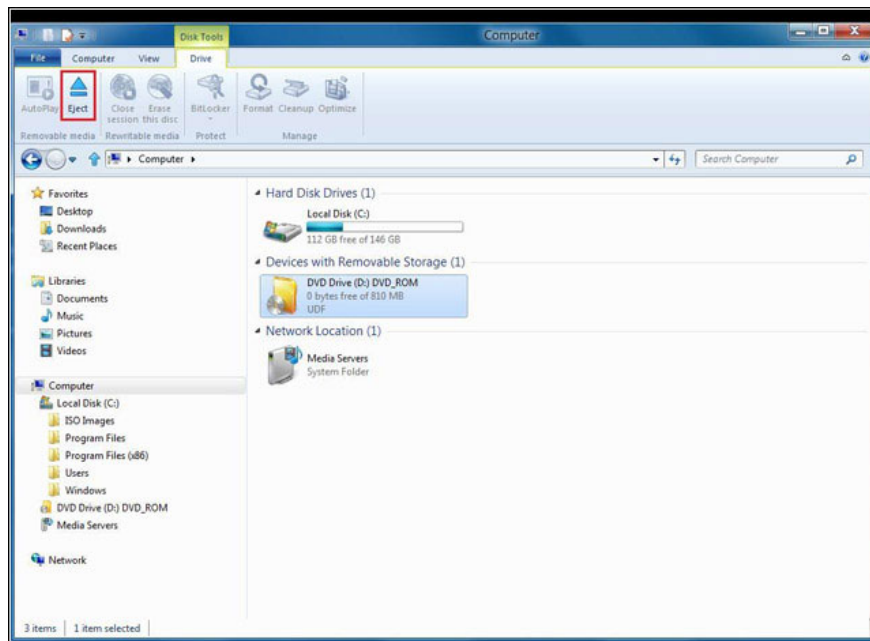 Disk Tools
Computer
File Computer View Drive
AutoPlay
Eject
Close session
Erase this disc
BitLocker
Format
Cleanup
Optimize
Removable media
Rewritable media
Protect
Manage
Computer
Search Computer
Favorites
Desktop
Downloads
Recent Places
Libraries
Documents
Music
Pictures
Videos
Computer
Local Disk (C:)
ISO Images
Program Files
Program Files (x86)
Users
Windows
DVD Drive (D:) DVD_ROM
Media Servers
Network
Hard Disk Drives (1)
Local Disk (C:)
112 GB free of 146 GB
Devices with Removable Storage (1)
DVD Drive (D:) DVD_ROM
0 bytes free of 810 MB
UDF
Network Location (1)
Media Servers
System Folder
3 items
1 item selected